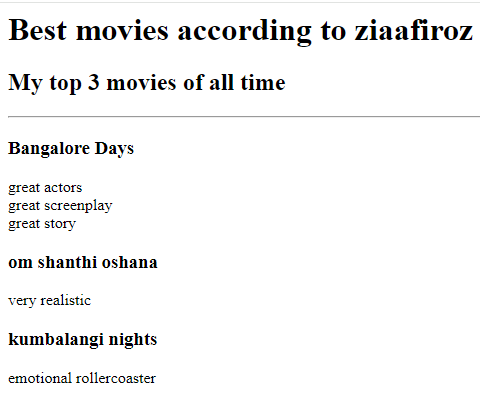 Best movies according to ziaafiroz
My top 3 movies of all time
Bangalore Days
great actors
great screenplay
great story
om shanthi oshana
very realistic
kumbalangi nights
emotional rollercoaster